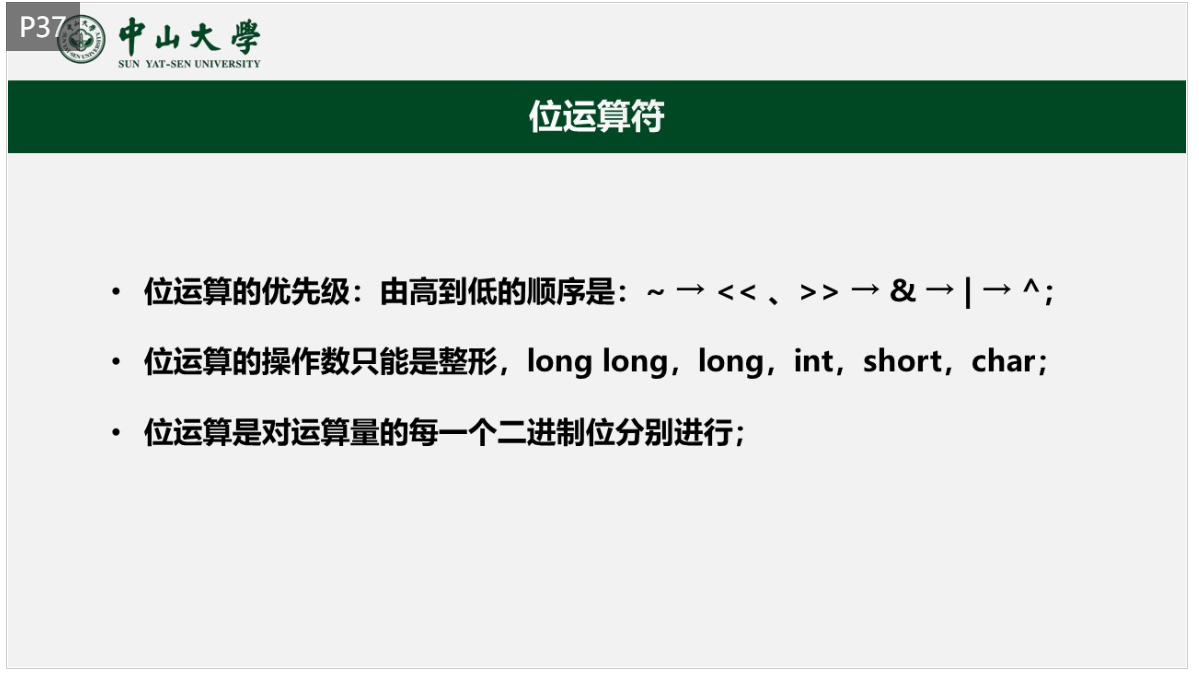 P37
中山大學
SUN YAT-SEN UNIVERSITY
位运算符
• 位运算的优先级：由高到低的顺序是：~ → << 、>> → & → | → ^；
• 位运算的操作数只能是整形，long long，long，int，short，char；
• 位运算是对运算量的每一个二进制位分别进行；